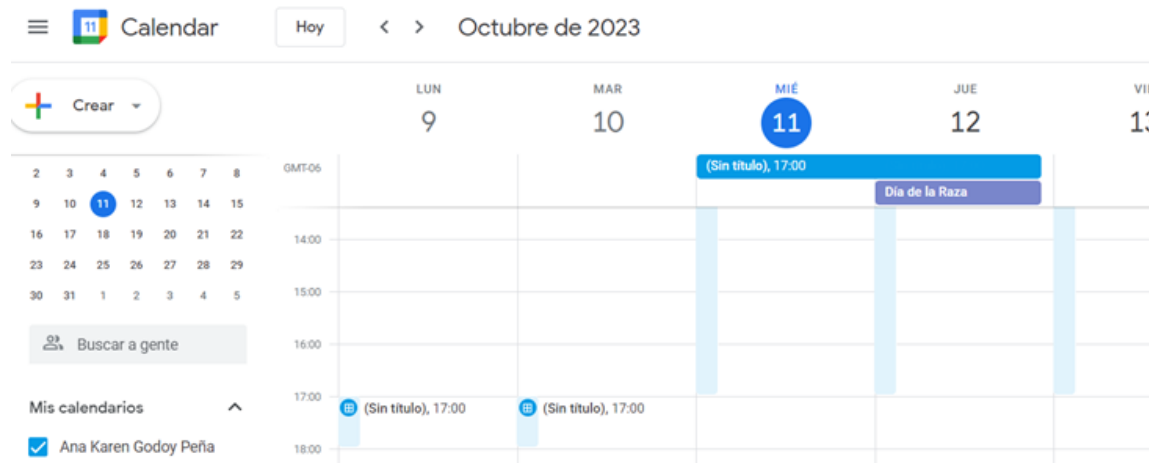 11 Calendar Hoy Octubre de 2023
Crear
LUN MAR MIÉ JUE
9 10 11 12
GMT-06
(Sin título), 17:00
Día de la Raza
2 3 4 5 6 7 8
9 10 11 12 13 14 15
16 17 18 19 20 21 22
23 24 25 26 27 28 29
30 31 1 2 3 4 5
Buscar a gente
Mis calendarios
Ana Karen Godoy Peña
14:00
15:00
16:00
17:00
(Sin título), 17:00 (Sin título), 17:00
18:00